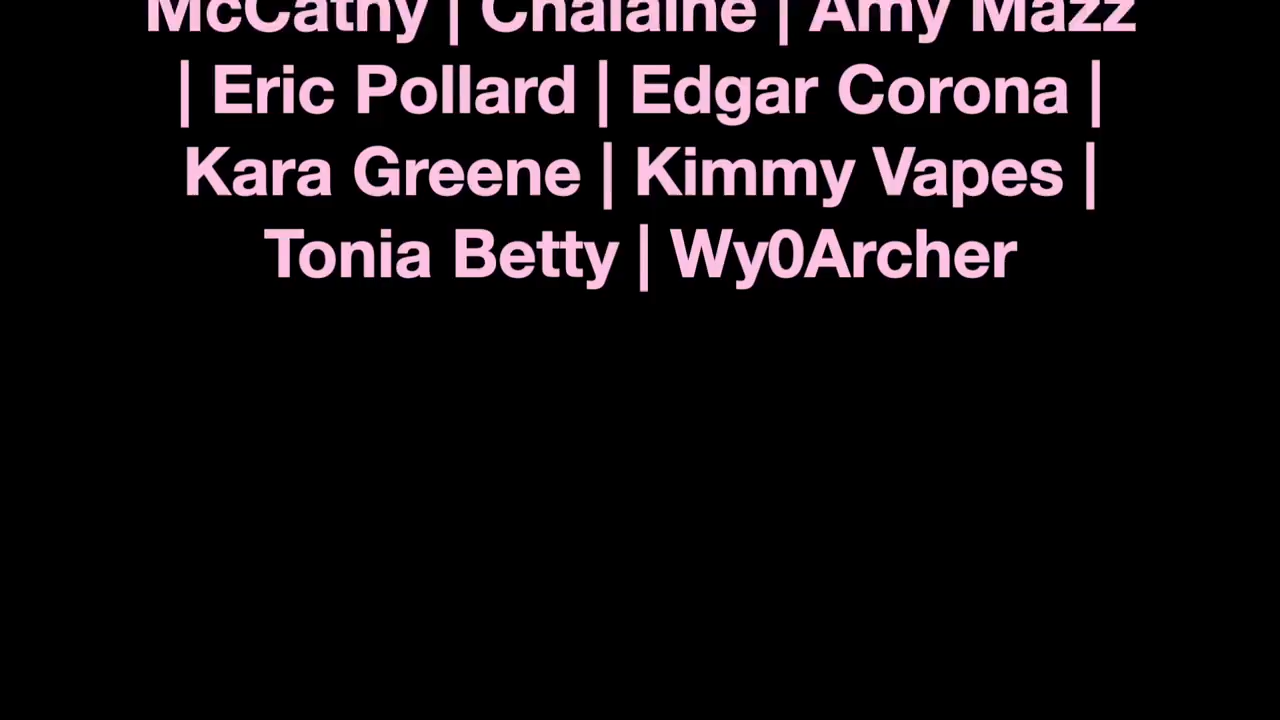 McCathy | Chalaine | Amy Mazz
| Eric Pollard | Edgar Corona |
Kara Greene | Kimmy Vapes |
Tonia Betty | Wy0Archer